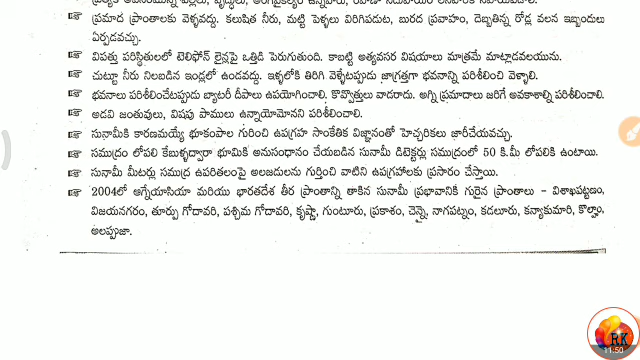 ☞ ప్రమాద ప్రాంతాలకు వెళ్ళవద్దు. కలుషిత నీరు, మట్టి పెళ్ళలు విరిగిపడుట, బురద ప్రవాహం, దెబ్బతిన్న రోడ్ల వలన ఇబ్బందులు
ఏర్పడవచ్చు.
☞ విపత్తు పరిస్థితులలో టెలిఫోన్ లైన్లపై ఒత్తిడి పెరుగుతుంది. కాబట్టి అత్యవసర విషయాలు మాత్రమే మాట్లాడవలయును.
☞ చుట్టూ నీరు నిలబడిన ఇండ్లలో ఉండవద్దు. ఇళ్ళలోకి తిరిగి వెళ్ళేటప్పుడు జాగ్రత్తగా భవనాన్ని పరిశీలించి వెళ్ళాలి.
☞ భవనాలు పరిశీలించేటప్పుడు బ్యాటరీ దీపాలు ఉపయోగించాలి. కొవ్వొత్తులు వాడరాదు. అగ్ని ప్రమాదాలు జరిగే అవకాశాల్ని పరిశీలించాలి.
☞ అడవి జంతువులు, విషపు పాములు ఉన్నాయోమోనని పరిశీలించాలి.
☞ సునామీకి కారణమయ్యే భూకంపాల గురించి ఉపగ్రహ సాంకేతిక విజ్ఞానంతో హెచ్చరికలు జారీచేయవచ్చు.
☞ సముద్రం లోపలి కేబుళ్ళద్వారా భూమికి అనుసంధానం చేయబడిన సునామీ డిటెక్టర్లు సముద్రంలో 50 కి.మీ లోపలికి ఉంటాయి.
☞ సునామీ మీటర్లు సముద్ర ఉపరితలంపై అలజడులను గుర్తించి వాటిని ఉపగ్రహాలకు ప్రసారం చేస్తాయి.
☞ 2004లో ఆగ్నేయాసియా మరియు భారతదేశ తీర ప్రాంతాన్ని తాకిన సునామీ ప్రభావానికి గురైన ప్రాంతాలు - విశాఖపట్టణం,
విజయనగరం, తూర్పు గోదావరి, పశ్చిమ గోదావరి, కృష్ణా, గుంటూరు, ప్రకాశం, చెన్నై, నాగపట్నం, కడలూరు, కన్యాకుమారి, కొల్లాం,
అలప్పుజా.
RK
11:50